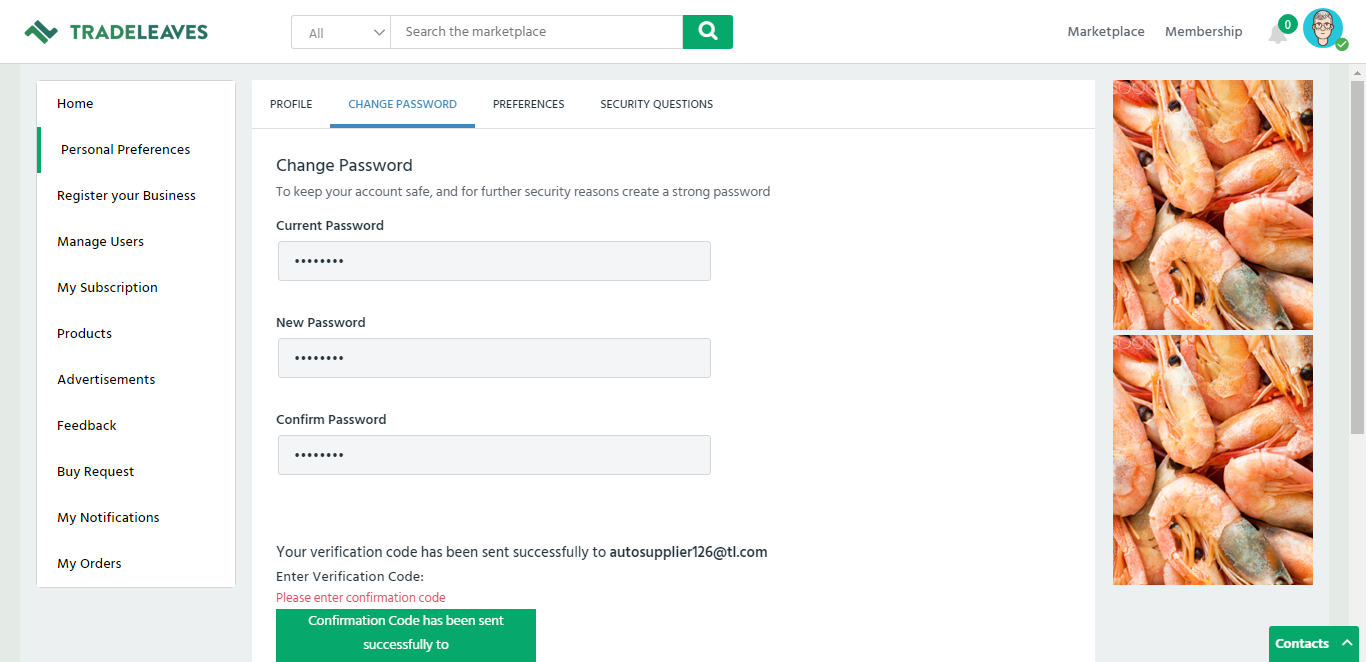 TRADELEAVES
All
Search the marketplace
Marketplace
Membership
0
Home
Personal Preferences
Register your Business
Manage Users
My Subscription
Products
Advertisements
Feedback
Buy Request
My Notifications
My Orders
PROFILE
CHANGE PASSWORD
PREFERENCES
SECURITY QUESTIONS
Change Password
To keep your account safe, and for further security reasons create a strong password
Current Password
••••••••
New Password
••••••••
Confirm Password
••••••••
Your verification code has been sent successfully to autosupplier126@tl.com
Enter Verification Code:
Please enter confirmation code
Confirmation Code has been sent
successfully to
Contacts